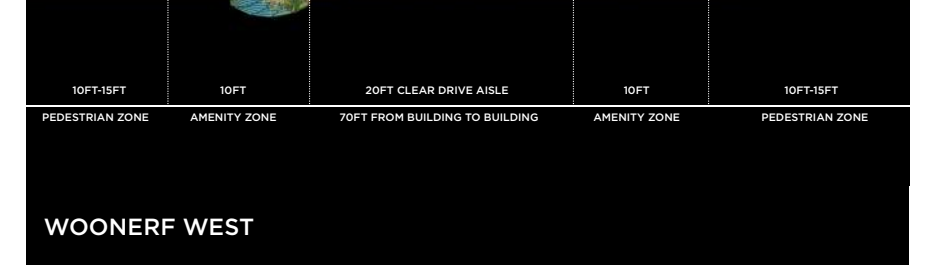 10FT-15FT 10FT 20FT CLEAR DRIVE AISLE 10FT 10FT-15FT
PEDESTRIAN ZONE AMENITY ZONE 70FT FROM BUILDING TO BUILDING AMENITY ZONE PEDESTRIAN ZONE
WOONERF WEST